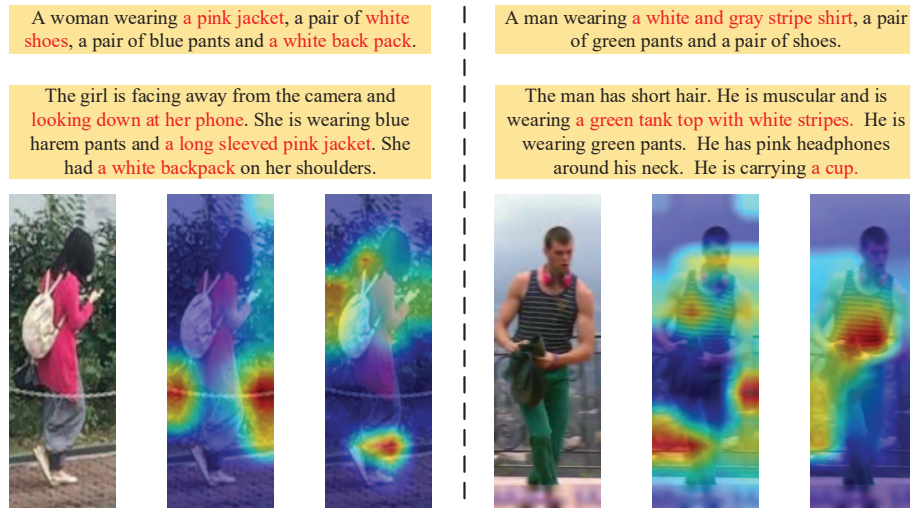 A woman wearing a pink jacket, a pair of white
shoes, a pair of blue pants and a white back pack.
The girl is facing away from the camera and
looking down at her phone. She is wearing blue
harem pants and a long sleeved pink jacket. She
had a white backpack on her shoulders.
A man wearing a white and gray stripe shirt, a pair
of green pants and a pair of shoes.
The man has short hair. He is muscular and is
wearing a green tank top with white stripes. He is
wearing green pants. He has pink headphones
around his neck. He is carrying a cup.